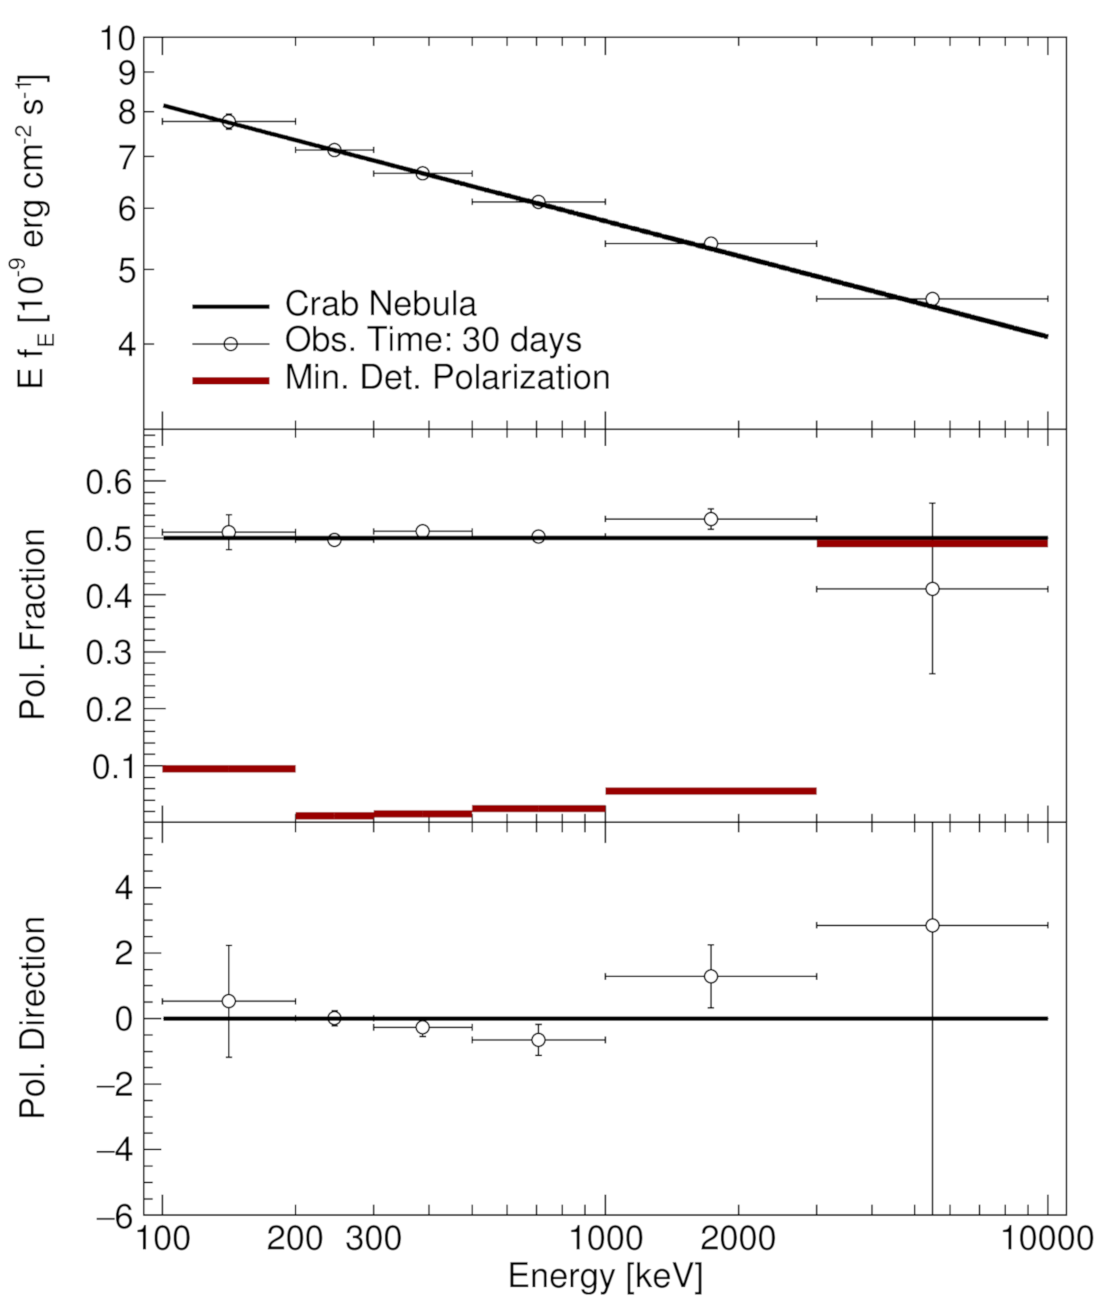 10
9
8
7
6
5
4
E f_E [10^-9 erg cm^-2 s^-1]
Crab Nebula
Obs. Time: 30 days
Min. Det. Polarization
0.6
0.5
0.4
0.3
0.2
0.1
Pol. Fraction
4
2
0
−2
−4
−6
Pol. Direction
100 200 300 1000 2000 10000
Energy [keV]